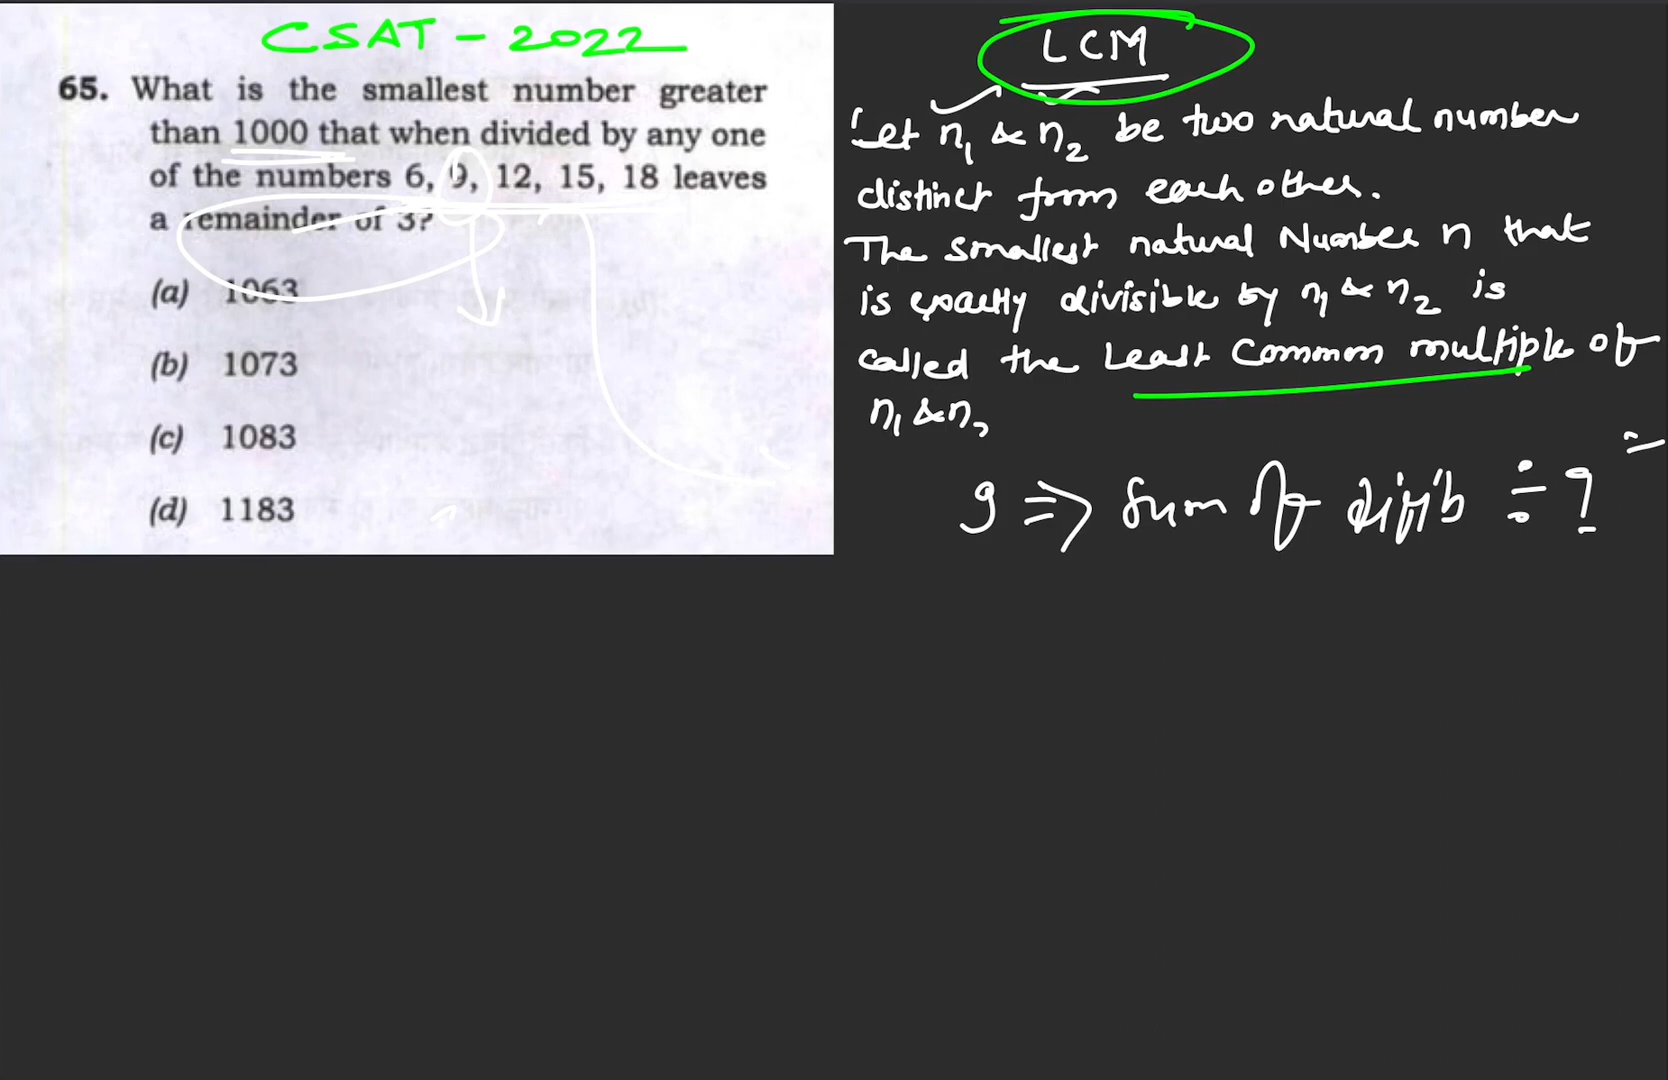 CSAT - 2022
65. What is the smallest number greater
than 1000 that when divided by any one
of the numbers 6, 9, 12, 15, 18 leaves
a remainder of 3?
(a) 1063
(b) 1073
(c) 1083
(d) 1183
LCM
Let n₁ & n₂ be two natural number
distinct from each other.
The smallest natural Number n that
is exactly divisible by n₁ & n₂ is
called the Least Common multiple of
n₁ & n₂
9 => Sum of ÷ 9